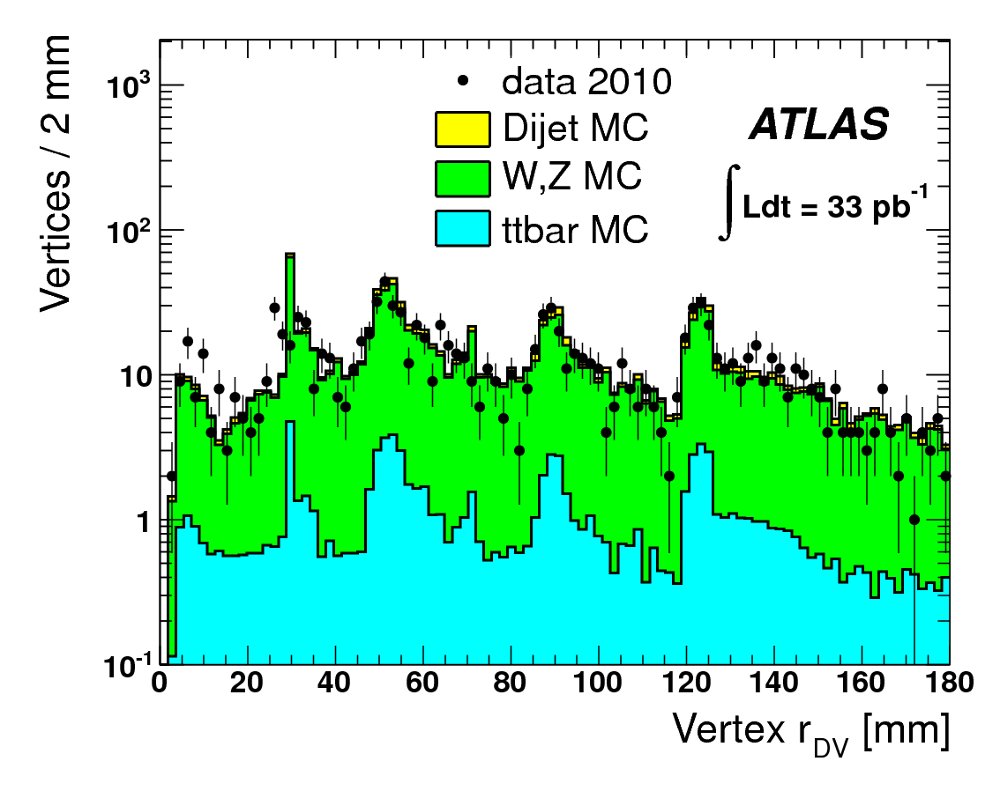 Vertices / 2 mm
data 2010
Dijet MC
W,Z MC
ttbar MC
ATLAS
∫ Ldt = 33 pb⁻¹
10³
10²
10
1
10⁻¹
0 20 40 60 80 100 120 140 160 180
Vertex r_DV [mm]